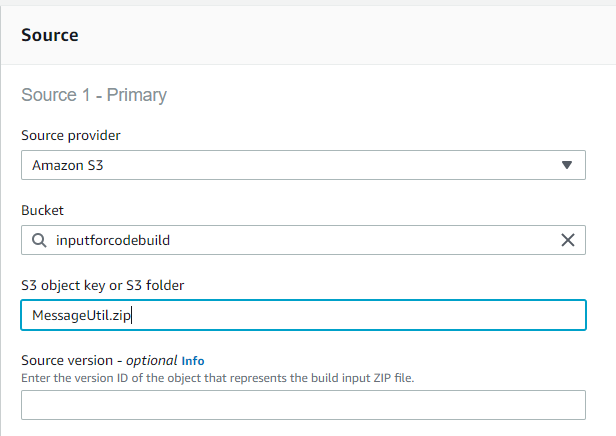 Source
Source 1 - Primary
Source provider
Amazon S3
Bucket
inputforcodebuild
S3 object key or S3 folder
MessageUtil.zip
Source version - optional Info
Enter the version ID of the object that represents the build input ZIP file.